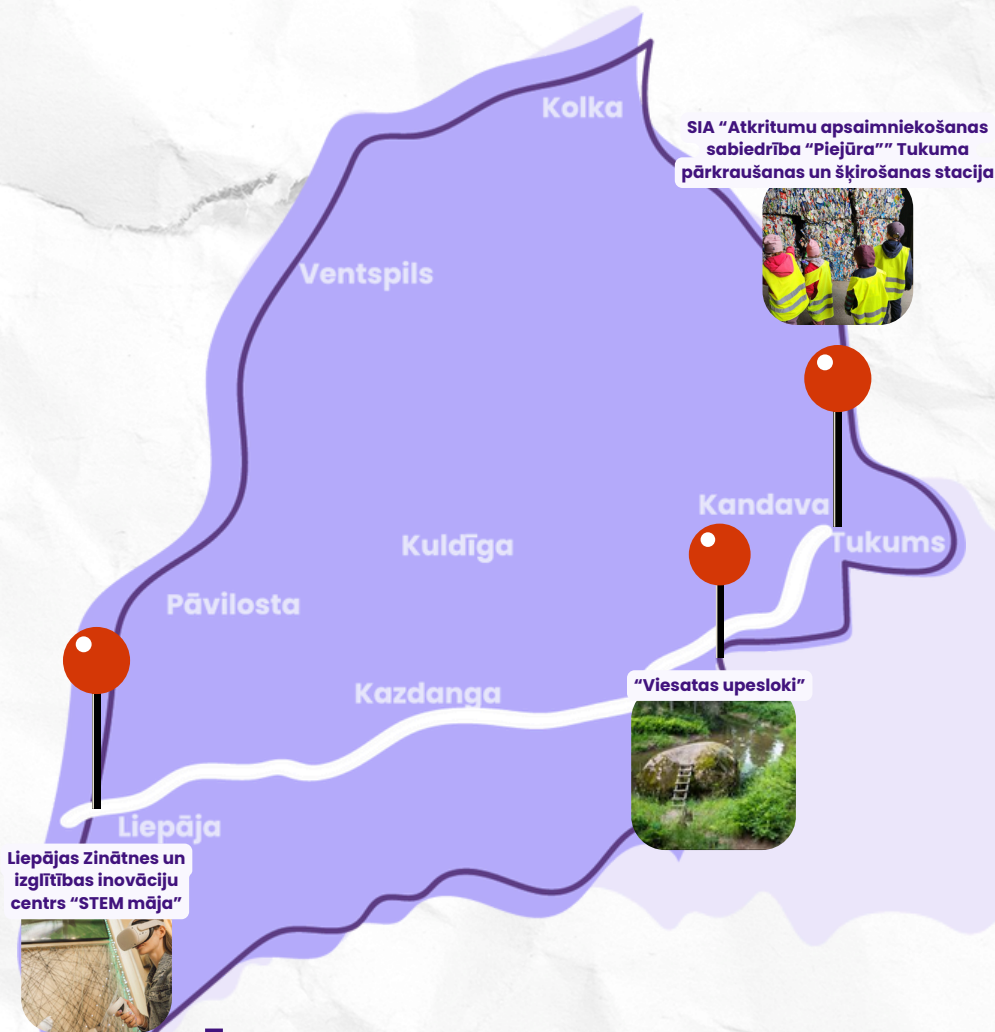 Kolka
SIA “Atkritumu apsaimniekošanas
sabiedrība “Piejūra”” Tukuma
pārkraušanas un šķirošanas stacija
Ventspils
Kandava
Tukums
Kuldīga
Pāvilosta
“Viesatas upesloki”
Kazdanga
Liepāja
Liepājas Zinātnes un
izglītības inovāciju
centrs “STEM māja”